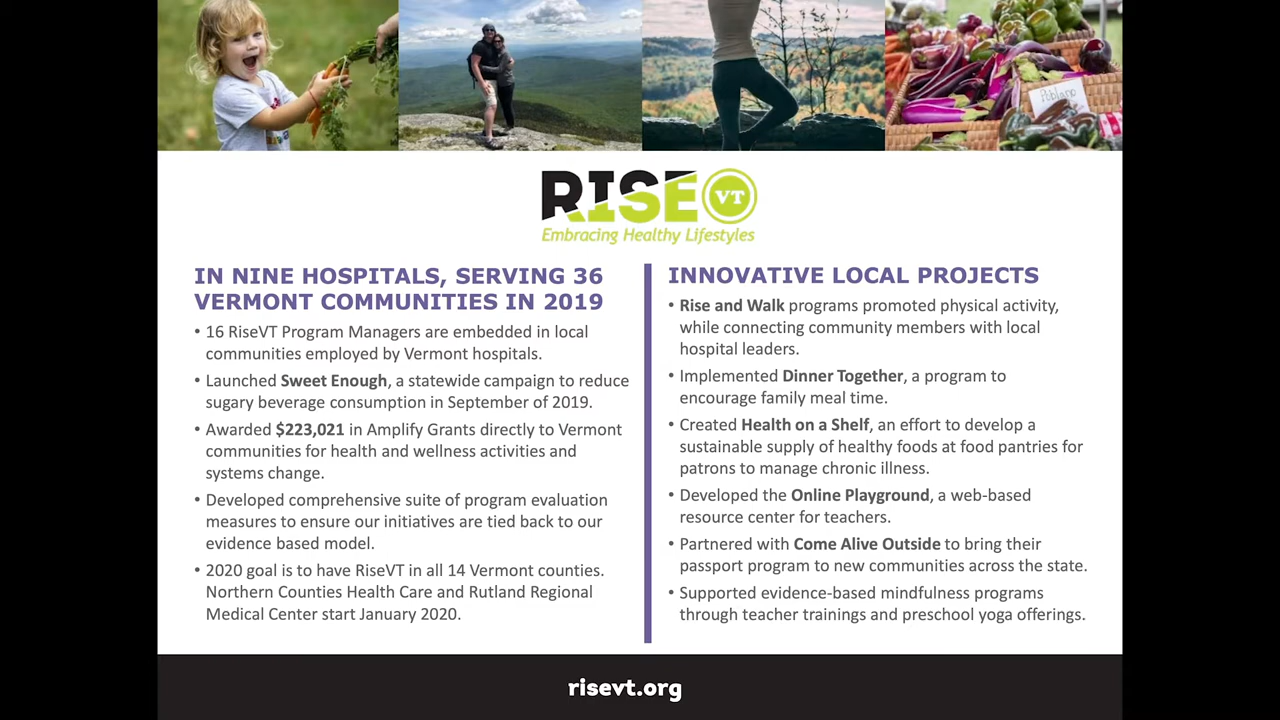 Poblano
RISE VT
Embracing Healthy Lifestyles
IN NINE HOSPITALS, SERVING 36
VERMONT COMMUNITIES IN 2019
• 16 RiseVT Program Managers are embedded in local
communities employed by Vermont hospitals.
• Launched Sweet Enough, a statewide campaign to reduce
sugary beverage consumption in September of 2019.
• Awarded $223,021 in Amplify Grants directly to Vermont
communities for health and wellness activities and
systems change.
• Developed comprehensive suite of program evaluation
measures to ensure our initiatives are tied back to our
evidence based model.
• 2020 goal is to have RiseVT in all 14 Vermont counties.
Northern Counties Health Care and Rutland Regional
Medical Center start January 2020.
INNOVATIVE LOCAL PROJECTS
• Rise and Walk programs promoted physical activity,
while connecting community members with local
hospital leaders.
• Implemented Dinner Together, a program to
encourage family meal time.
• Created Health on a Shelf, an effort to develop a
sustainable supply of healthy foods at food pantries for
patrons to manage chronic illness.
• Developed the Online Playground, a web-based
resource center for teachers.
• Partnered with Come Alive Outside to bring their
passport program to new communities across the state.
• Supported evidence-based mindfulness programs
through teacher trainings and preschool yoga offerings.
risevt.org